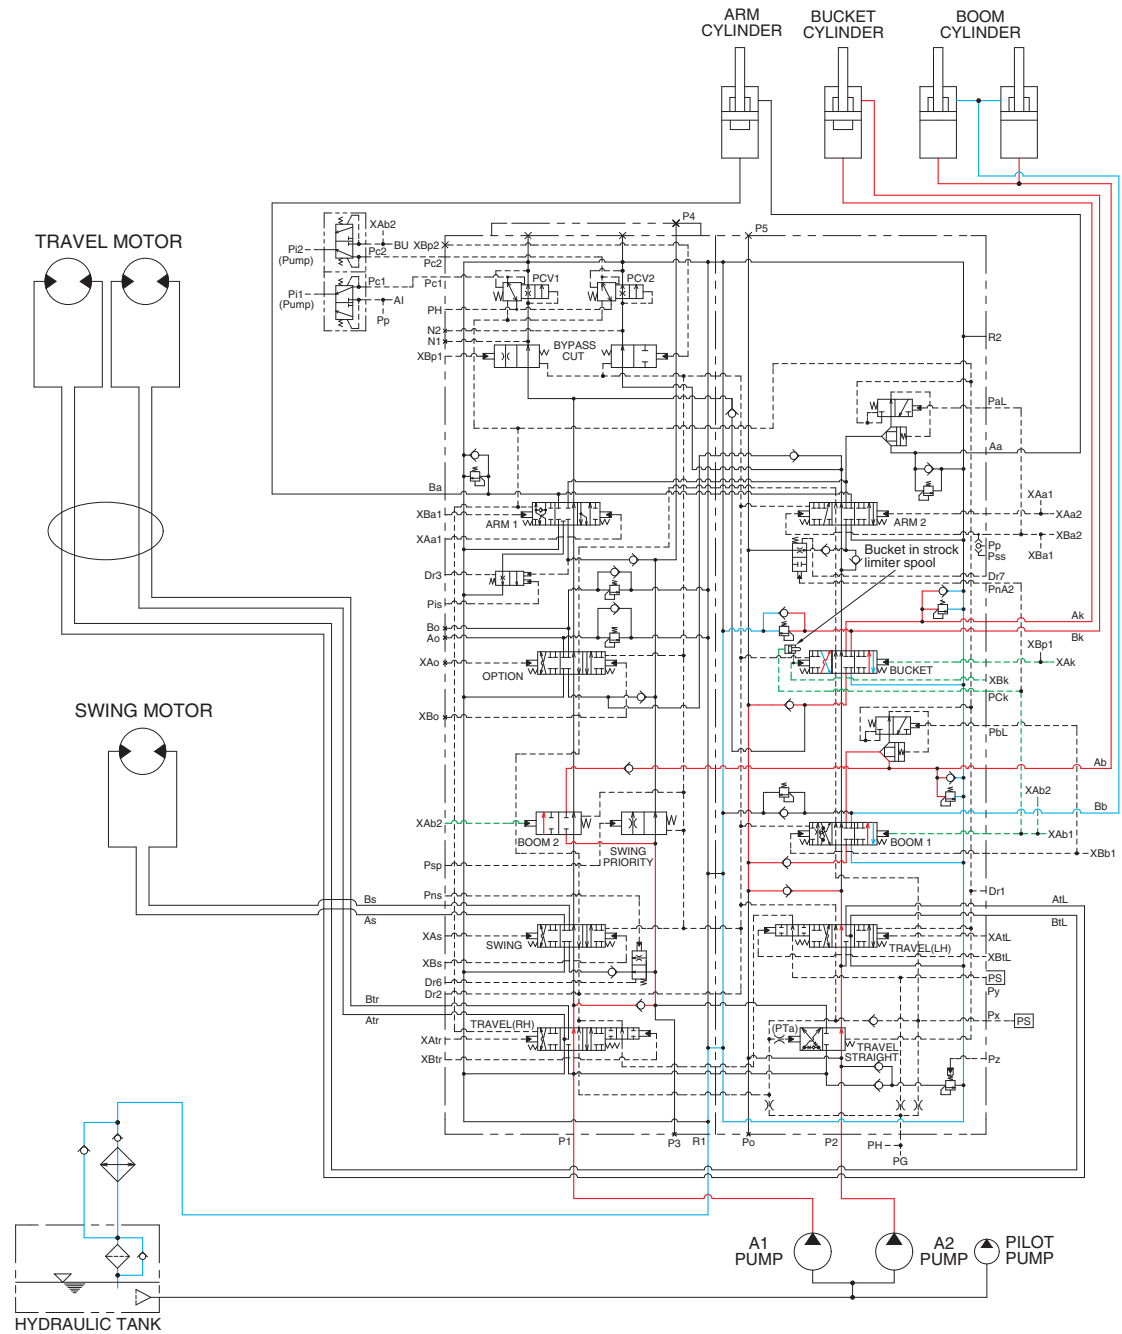 ARM
CYLINDER
BUCKET
CYLINDER
BOOM
CYLINDER
P4
P5
XAb2
BU
XBp2
Pi2
(Pump)
Pc2
Pc2
TRAVEL MOTOR
Pc1
Pc1
PCV1
PCV2
Pi1
(Pump)
AI
Pp
PH
N2
N1
R2
BYPASS
CUT
XBp1
PaL
Aa
Ba
XAa1
XBa1
ARM 1
ARM 2
XAa2
XAa1
XBa2
Bucket in strock
limiter spool
Pp
Pss
XBa1
Dr3
Dr7
PnA2
Pis
Ak
Bo
Ao
Bk
XBp1
XAo
OPTION
BUCKET
XAk
XBk
PCk
SWING MOTOR
XBo
PbL
Ab
XAb2
Bb
XAb2
BOOM 2
SWING
PRIORITY
BOOM 1
XAb1
XBb1
Psp
Pns
Dr1
Bs
As
AtL
BtL
XAs
SWING
TRAVEL(LH)
XAtL
XBs
XBtL
Dr6
Dr2
PS
Py
Btr
Atr
TRAVEL(RH)
(PTa)
Px
PS
XAtr
TRAVEL
STRAIGHT
XBtr
Pz
P1
P3
R1
Po
P2
PH
PG
A1
PUMP
A2
PUMP
PILOT
PUMP
HYDRAULIC TANK